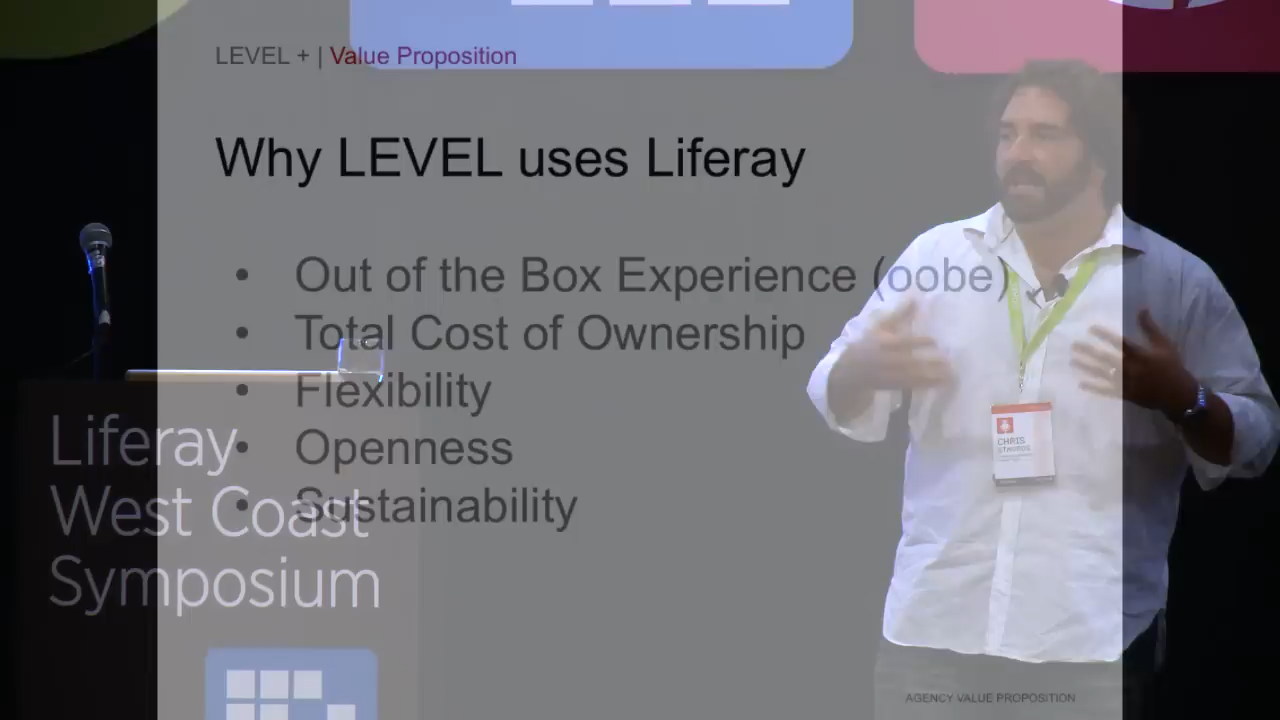 LEVEL + | Value Proposition
Why LEVEL uses Liferay
• Out of the Box Experience (oobe)
• Total Cost of Ownership
• Flexibility
• Openness
• Sustainability
Liferay
West Coast
Symposium
CHRIS
AGENCY VALUE PROPOSITION